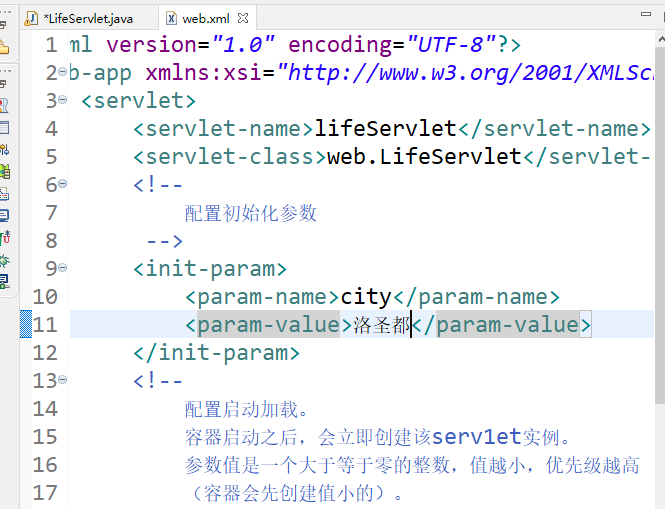 *LifeServlet.java web.xml
1 ml version="1.0" encoding="UTF-8"?>
2 b-app xmlns:xsi="http://www.w3.org/2001/XMLSc
3 <servlet>
4 <servlet-name>lifeServlet</servlet-name>
5 <servlet-class>web.LifeServlet</servlet-
6 <!--
7 配置初始化参数
8 -->
9 <init-param>
10 <param-name>city</param-name>
11 <param-value>洛圣都</param-value>
12 </init-param>
13 <!--
14 配置启动加载。
15 容器启动之后，会立即创建该serv1et实例。
16 参数值是一个大于等于零的整数，值越小，优先级越高
17 （容器会先创建值小的）。